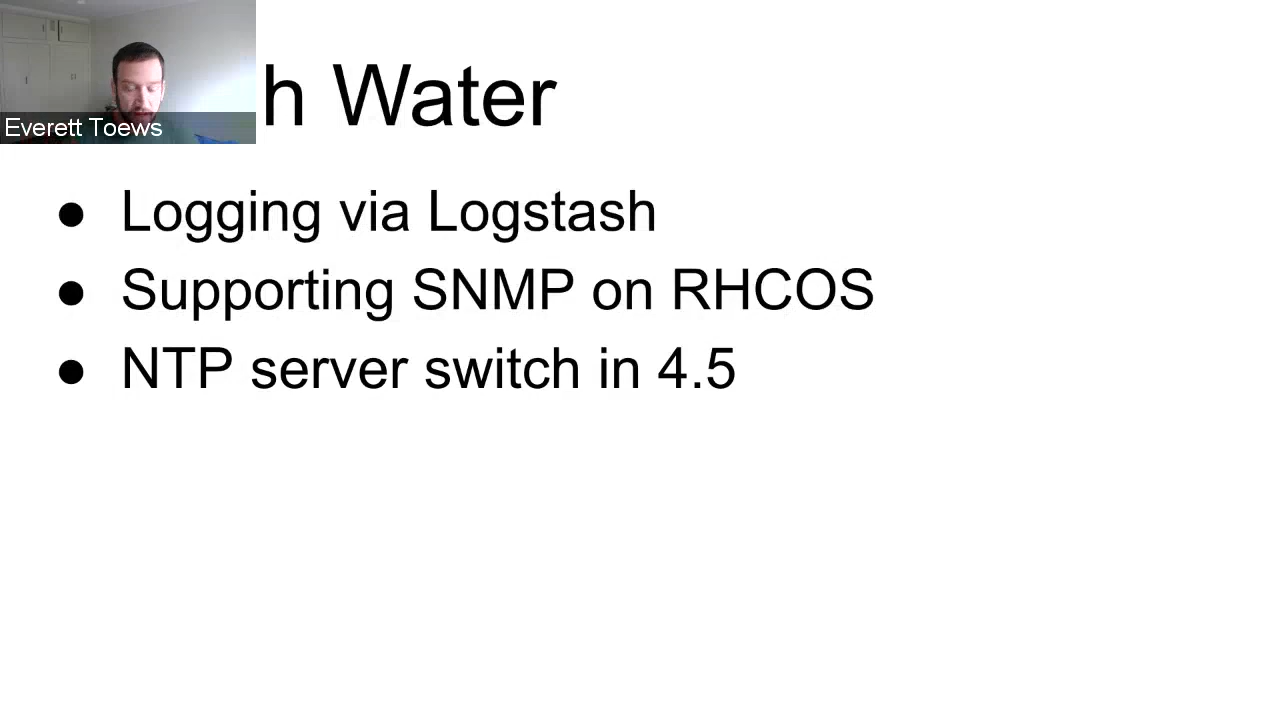 h Water
Everett Toews
● Logging via Logstash
● Supporting SNMP on RHCOS
● NTP server switch in 4.5